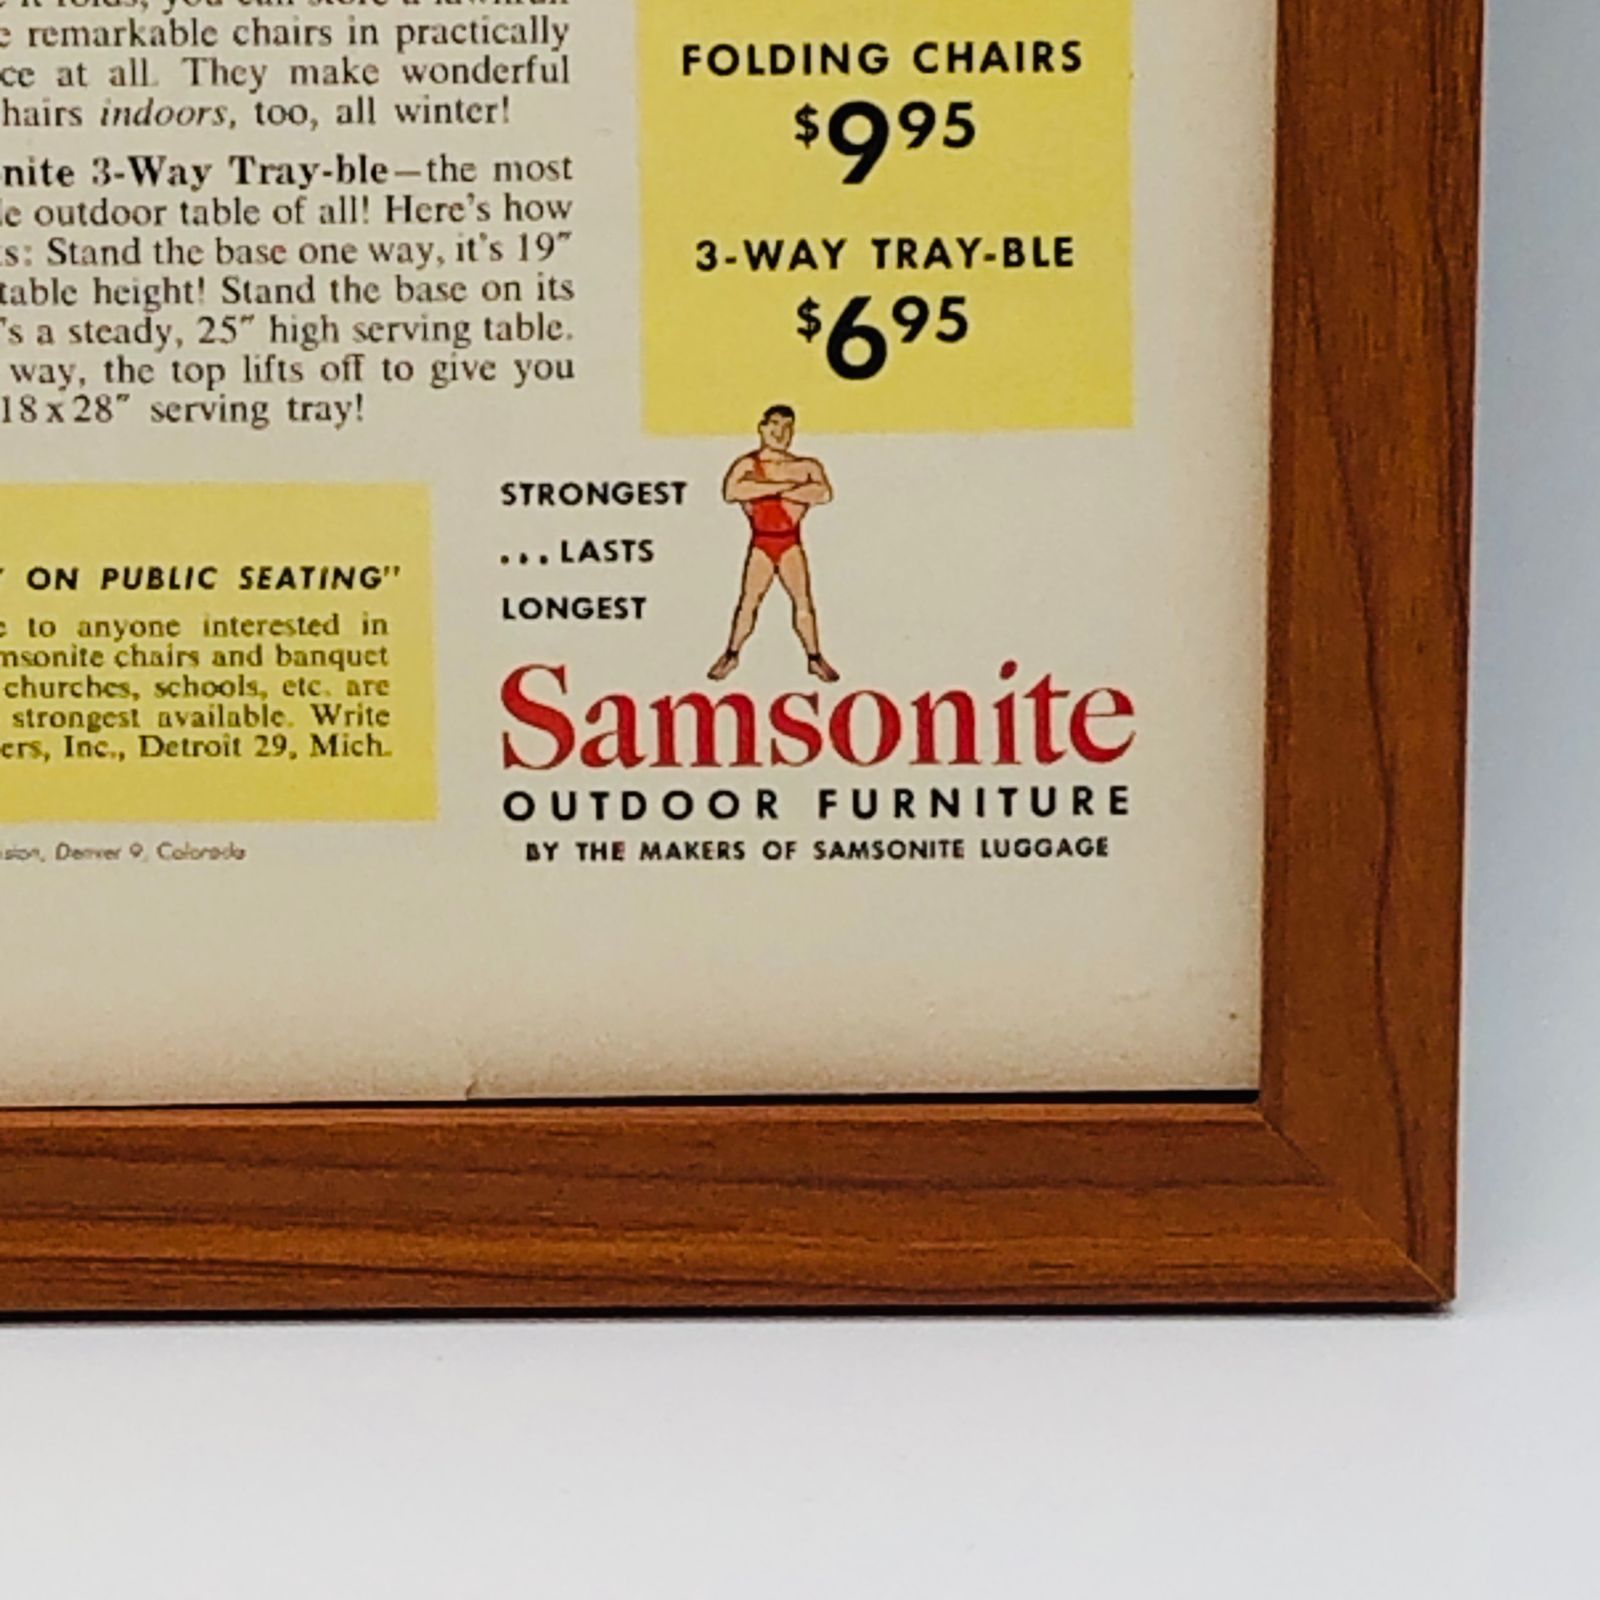 remarkable chairs in practically
ce at all. They make wonderful
hairs indoors, too, all winter!
nite 3-Way Tray-ble—the most
le outdoor table of all! Here's how
s: Stand the base one way, it's 19"
table height! Stand the base on its
's a steady, 25" high serving table.
way, the top lifts off to give you
18 x 28" serving tray!
FOLDING CHAIRS
$9 95
3-WAY TRAY-BLE
$6 95
ON PUBLIC SEATING"
to anyone interested in
msonite chairs and banquet
churches, schools, etc. are
strongest available. Write
ers, Inc., Detroit 29, Mich.
sion, Denver 9, Colorado
STRONGEST
...LASTS
LONGEST
Samsonite
OUTDOOR FURNITURE
BY THE MAKERS OF SAMSONITE LUGGAGE